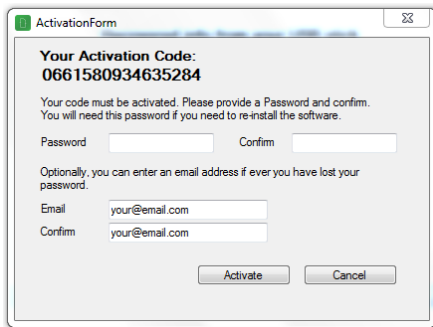 ActivationForm
Your Activation Code:
0661580934635284
Your code must be activated. Please provide a Password and confirm.
You will need this password if you need to re-install the software.
Password Confirm
Optionally, you can enter an email address if ever you have lost your
password.
Email your@email.com
Confirm your@email.com
Activate Cancel